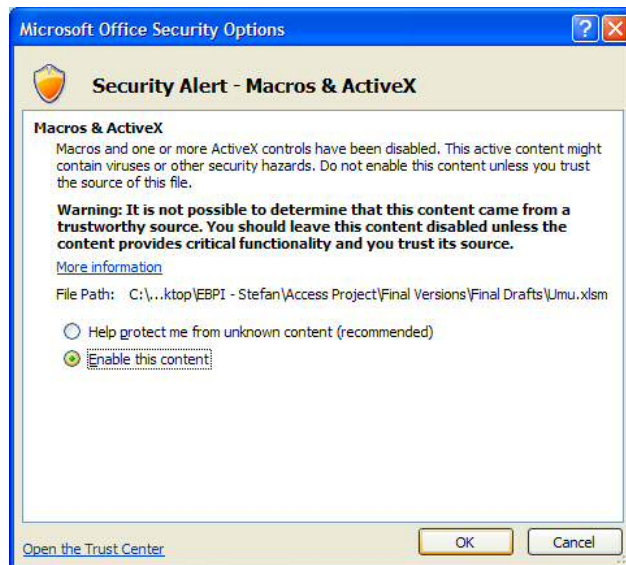 Microsoft Office Security Options
Security Alert - Macros & ActiveX
Macros & ActiveX
Macros and one or more ActiveX controls have been disabled. This active content might
contain viruses or other security hazards. Do not enable this content unless you trust
the source of this file.
Warning: It is not possible to determine that this content came from a
trustworthy source. You should leave this content disabled unless the
content provides critical functionality and you trust its source.
More information
File Path: C:\...ktop\EBPI - Stefan\Access Project\Final Versions\Final Drafts\Umu.xlsm
Help protect me from unknown content (recommended)
Enable this content
Open the Trust Center
OK
Cancel